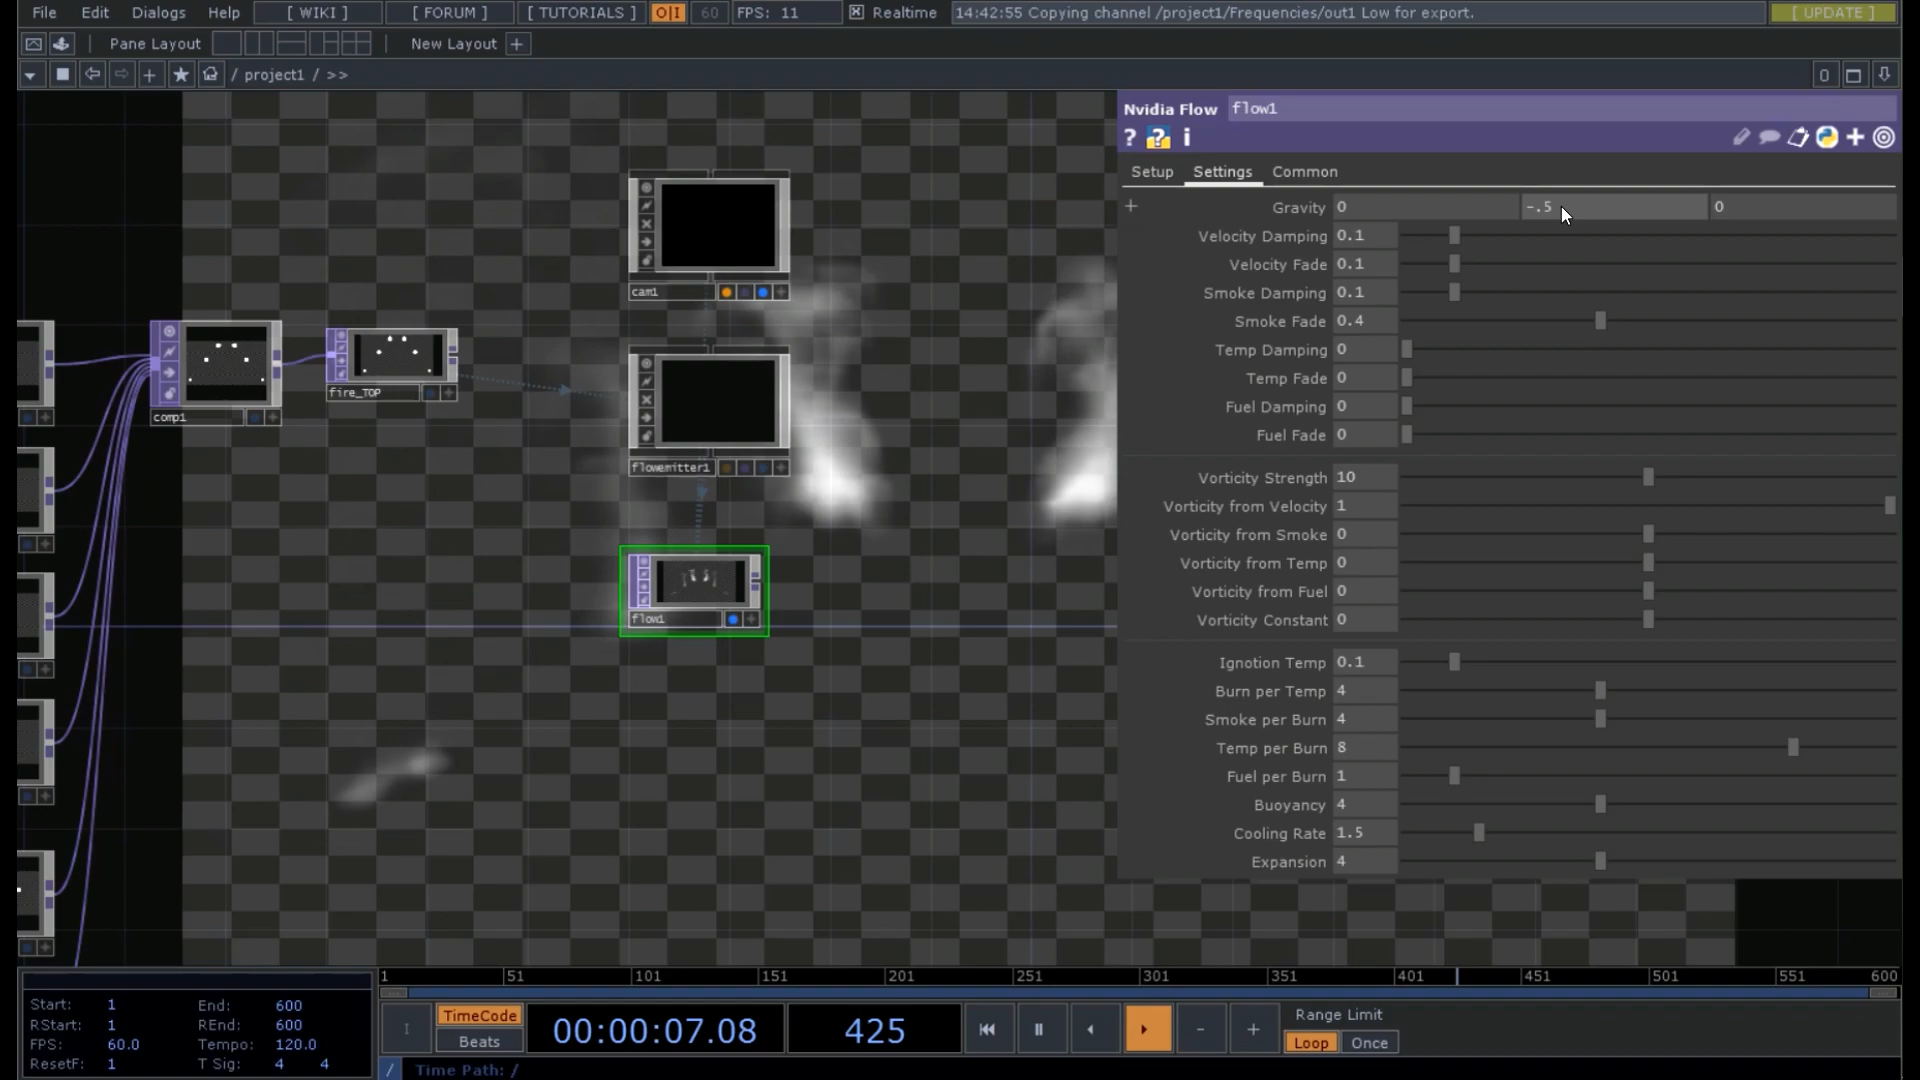 File Edit Dialogs Help [ WIKI ] [ FORUM ] [ TUTORIALS ] O|I 60 FPS: 11 Realtime 14:42:55 Copying channel /project1/Frequencies/out1 Low for export. [ UPDATE ]
Pane Layout New Layout +
/ project1 / >> 0
Nvidia Flow flow1
? ? i
Setup Settings Common
+ Gravity 0 -.5 0
Velocity Damping 0.1
Velocity Fade 0.1
Smoke Damping 0.1
Smoke Fade 0.4
Temp Damping 0
Temp Fade 0
Fuel Damping 0
Fuel Fade 0
Vorticity Strength 10
Vorticity from Velocity 1
Vorticity from Smoke 0
Vorticity from Temp 0
Vorticity from Fuel 0
Vorticity Constant 0
Ignotion Temp 0.1
Burn per Temp 4
Smoke per Burn 4
Temp per Burn 8
Fuel per Burn 1
Buoyancy 4
Cooling Rate 1.5
Expansion 4
cam1
fire_TOP
comp1
flowemitter1
flow1
1 51 101 151 201 251 301 351 401 451 501 551 600
Start: 1 End: 600
RStart: 1 REnd: 600
FPS: 60.0 Tempo: 120.0
ResetF: 1 T Sig: 4 4
I TimeCode
Beats
00:00:07.08 425
- +
Range Limit
Loop Once
/ Time Path: /